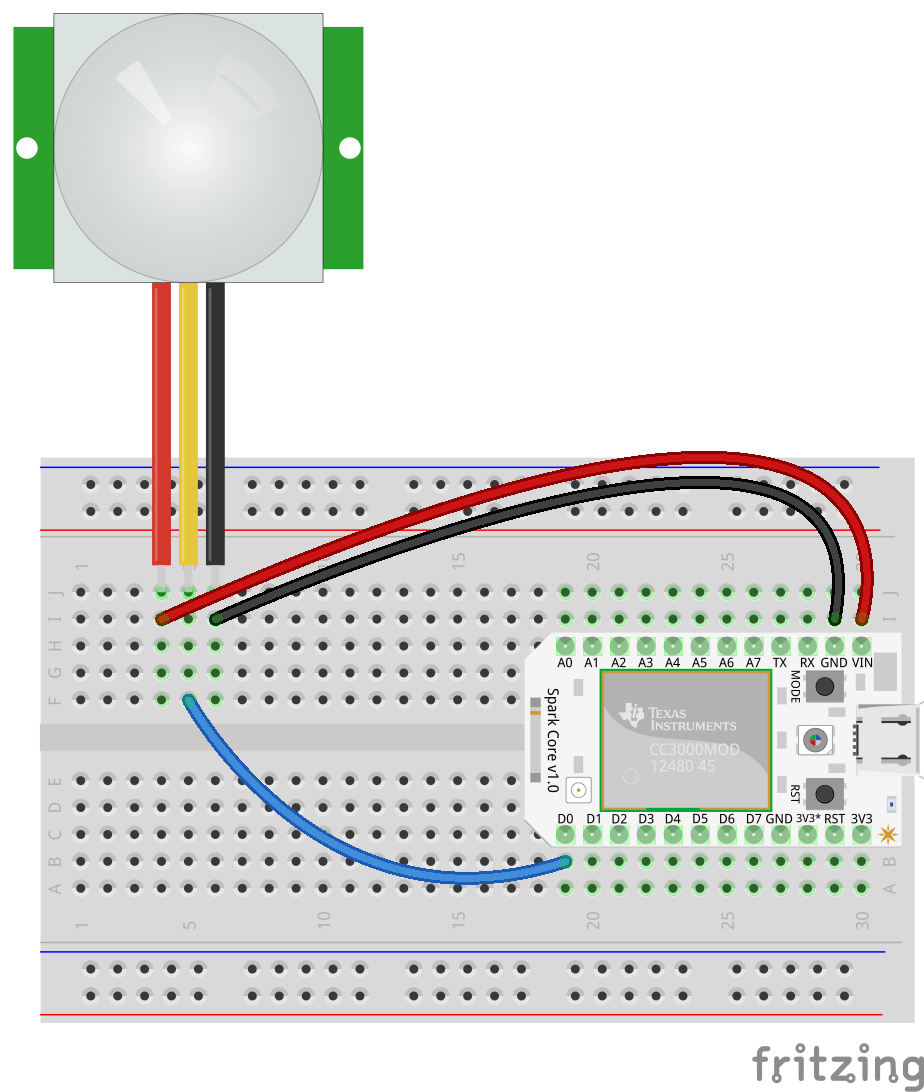 1
15
20
25
30
J
J
I
I
H
A0 A1 A2 A3 A4 A5 A6 A7 TX RX GND VIN
G
MODE
F
Spark Core v1.0
TEXAS
INSTRUMENTS
CC3000MOD
12480 45
E
RST
D
D0 D1 D2 D3 D4 D5 D6 D7 GND 3V3* RST 3V3
C
B
B
A
A
1
5
10
15
20
25
30
fritzing